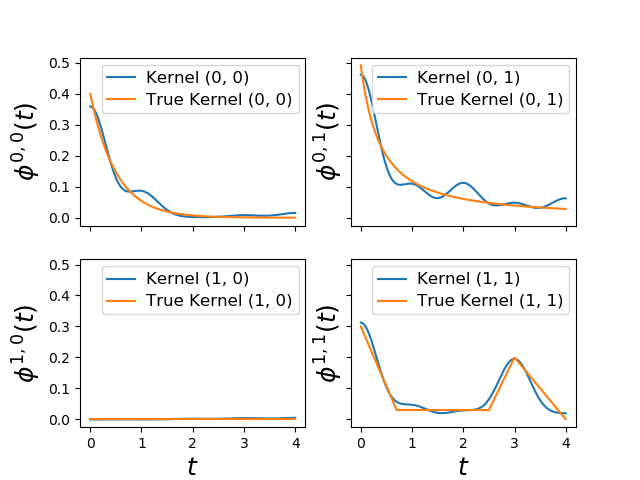 0.5
0.4
0.3
0.2
0.1
0.0
ϕ^{0,0}(t)
Kernel (0, 0)
True Kernel (0, 0)
ϕ^{0,1}(t)
Kernel (0, 1)
True Kernel (0, 1)
0.5
0.4
0.3
0.2
0.1
0.0
ϕ^{1,0}(t)
Kernel (1, 0)
True Kernel (1, 0)
0 1 2 3 4
t
ϕ^{1,1}(t)
Kernel (1, 1)
True Kernel (1, 1)
0 1 2 3 4
t